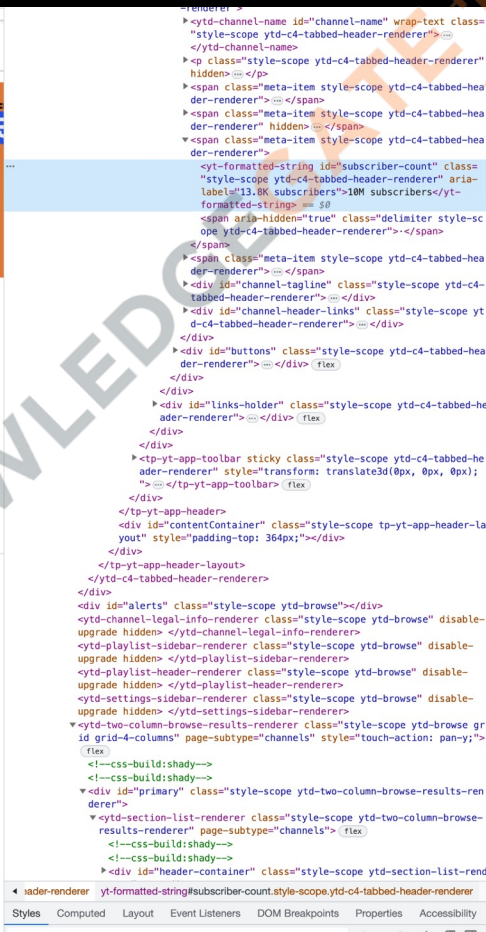 -renderer">
▶<ytd-channel-name id="channel-name" wrap-text class=
"style-scope ytd-c4-tabbed-header-renderer">…
</ytd-channel-name>
▶<p class="style-scope ytd-c4-tabbed-header-renderer"
hidden>…</p>
▶<span class="meta-item style-scope ytd-c4-tabbed-hea
der-renderer">…</span>
▶<span class="meta-item style-scope ytd-c4-tabbed-hea
der-renderer" hidden>…</span>
▼<span class="meta-item style-scope ytd-c4-tabbed-hea
der-renderer">
… <yt-formatted-string id="subscriber-count" class=
"style-scope ytd-c4-tabbed-header-renderer" aria-
label="13.8K subscribers">10M subscribers</yt-
formatted-string> == $0
<span aria-hidden="true" class="delimiter style-sc
ope ytd-c4-tabbed-header-renderer">·</span>
</span>
▶<span class="meta-item style-scope ytd-c4-tabbed-hea
der-renderer">…</span>
▶<div id="channel-tagline" class="style-scope ytd-c4-
tabbed-header-renderer">…</div>
▶<div id="channel-header-links" class="style-scope yt
d-c4-tabbed-header-renderer">…</div>
</div>
▶<div id="buttons" class="style-scope ytd-c4-tabbed-hea
der-renderer">…</div> flex
</div>
</div>
▶<div id="links-holder" class="style-scope ytd-c4-tabbed-he
ader-renderer">…</div> flex
</div>
</div>
▶<tp-yt-app-toolbar sticky class="style-scope ytd-c4-tabbed-he
ader-renderer" style="transform: translate3d(0px, 0px, 0px);
">…</tp-yt-app-toolbar> flex
</div>
</tp-yt-app-header>
<div id="contentContainer" class="style-scope tp-yt-app-header-la
yout" style="padding-top: 364px;"></div>
</div>
</tp-yt-app-header-layout>
</ytd-c4-tabbed-header-renderer>
</div>
<div id="alerts" class="style-scope ytd-browse"></div>
<ytd-channel-legal-info-renderer class="style-scope ytd-browse" disable-
upgrade hidden> </ytd-channel-legal-info-renderer>
<ytd-playlist-sidebar-renderer class="style-scope ytd-browse" disable-
upgrade hidden> </ytd-playlist-sidebar-renderer>
<ytd-playlist-header-renderer class="style-scope ytd-browse" disable-
upgrade hidden> </ytd-playlist-header-renderer>
<ytd-settings-sidebar-renderer class="style-scope ytd-browse" disable-
upgrade hidden> </ytd-settings-sidebar-renderer>
▼<ytd-two-column-browse-results-renderer class="style-scope ytd-browse gr
id grid-4-columns" page-subtype="channels" style="touch-action: pan-y;">
flex
<!--css-build:shady-->
<!--css-build:shady-->
▼<div id="primary" class="style-scope ytd-two-column-browse-results-ren
derer">
▼<ytd-section-list-renderer class="style-scope ytd-two-column-browse-
results-renderer" page-subtype="channels"> flex
<!--css-build:shady-->
<!--css-build:shady-->
▶<div id="header-container" class="style-scope ytd-section-list-rend
eader-renderer yt-formatted-string#subscriber-count.style-scope.ytd-c4-tabbed-header-renderer
Styles Computed Layout Event Listeners DOM Breakpoints Properties Accessibility
WLEDGEGATE